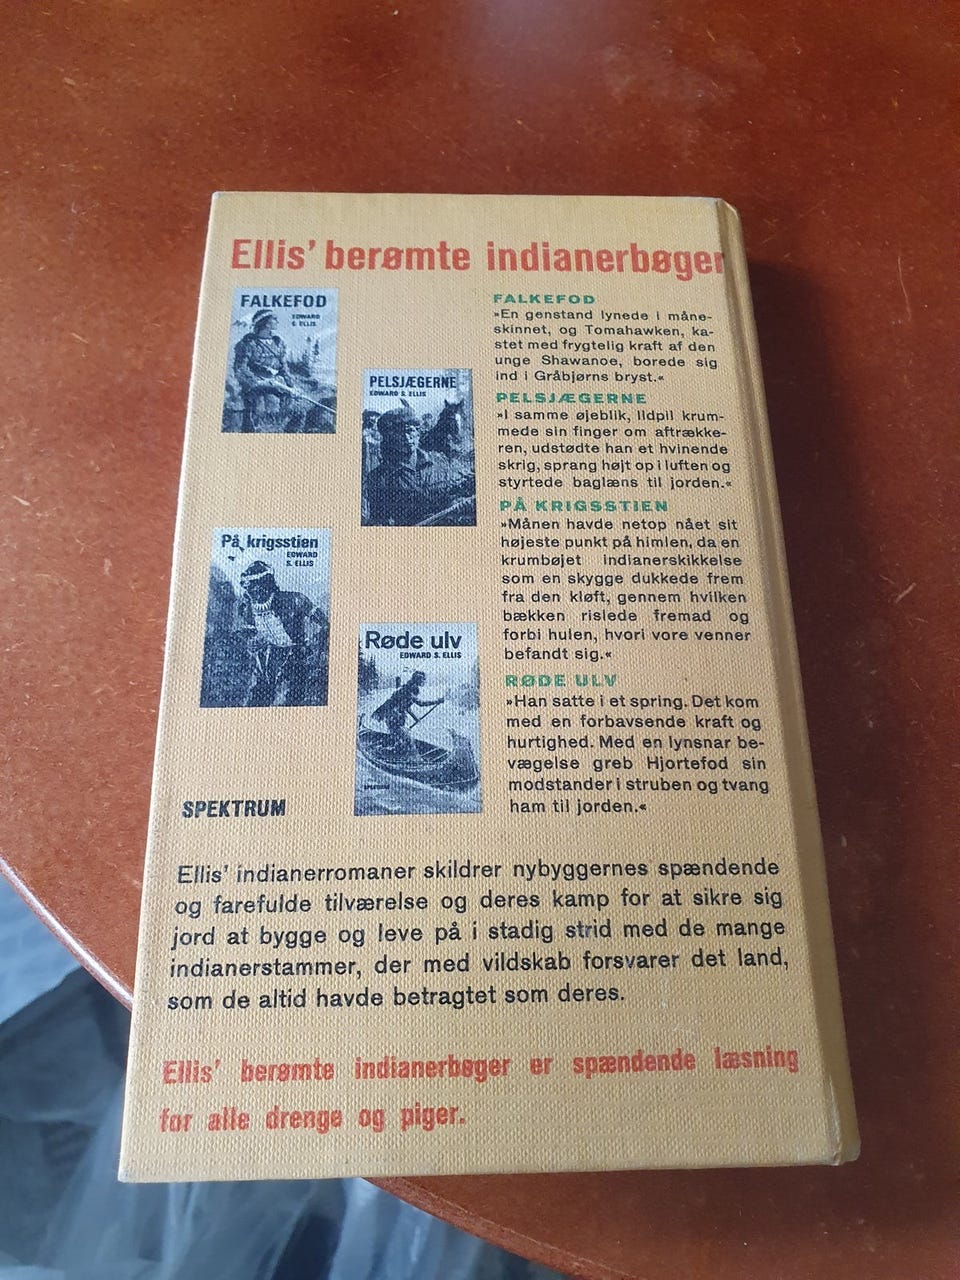 Ellis' berømte indianerbøger
FALKEFOD
EDWARD
S. ELLIS
PELSJÆGERNE
EDWARD S. ELLIS
På krigsstien
EDWARD
S. ELLIS
Røde ulv
EDWARD S. ELLIS
SPEKTRUM
SPEKTRUM
FALKEFOD
»En genstand lynede i måne-
skinnet, og Tomahawken, ka-
stet med frygtelig kraft af den
unge Shawanoe, borede sig
ind i Gråbjørns bryst.«
PELSJÆGERNE
»I samme øjeblik, Ildpil krum-
mede sin finger om aftrække-
ren, udstødte han et hvinende
skrig, sprang højt op i luften og
styrtede baglæns til jorden.«
PÅ KRIGSSTIEN
»Månen havde netop nået sit
højeste punkt på himlen, da en
krumbøjet indianerskikkelse
som en skygge dukkede frem
fra den kløft, gennem hvilken
bækken rislede fremad og
forbi hulen, hvori vore venner
befandt sig.«
RØDE ULV
»Han satte i et spring. Det kom
med en forbavsende kraft og
hurtighed. Med en lynsnar be-
vægelse greb Hjortefod sin
modstander i struben og tvang
ham til jorden.«
Ellis' indianerromaner skildrer nybyggernes spændende
og farefulde tilværelse og deres kamp for at sikre sig
jord at bygge og leve på i stadig strid med de mange
indianerstammer, der med vildskab forsvarer det land,
som de altid havde betragtet som deres.
Ellis' berømte indianerbøger er spændende læsning
for alle drenge og piger.